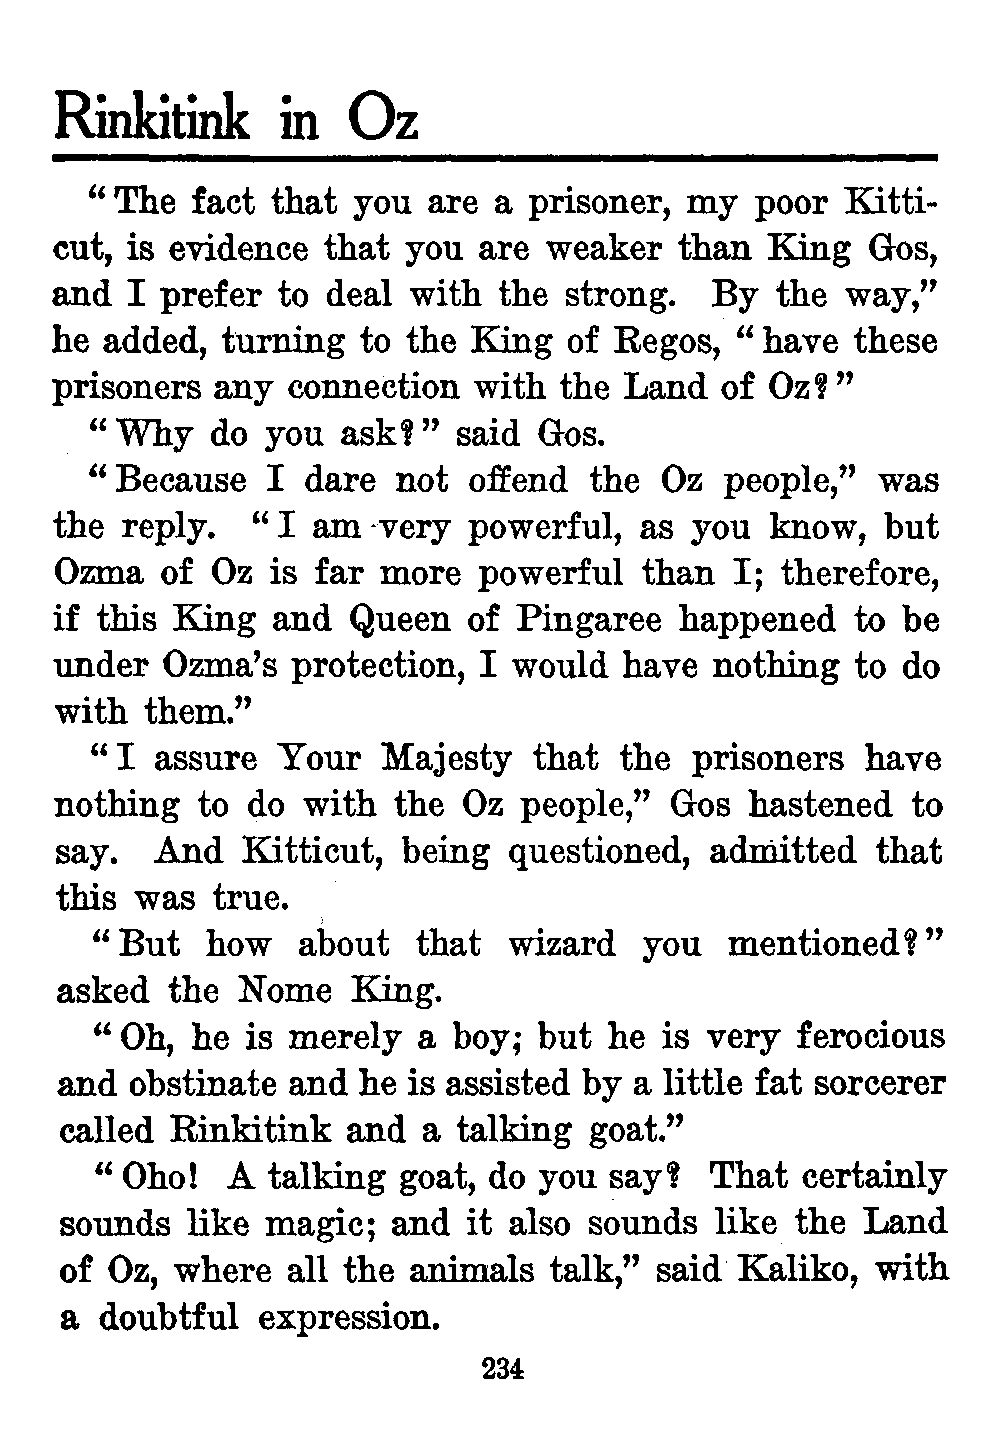 Rinkitink in Oz
“The fact that you are a prisoner, my poor Kitti-
cut, is evidence that you are weaker than King Gos,
and I prefer to deal with the strong. By the way,”
he added, turning to the King of Regos, “have these
prisoners any connection with the Land of Oz?”
“Why do you ask?” said Gos.
“Because I dare not offend the Oz people,” was
the reply. “I am very powerful, as you know, but
Ozma of Oz is far more powerful than I; therefore,
if this King and Queen of Pingaree happened to be
under Ozma’s protection, I would have nothing to do
with them.”
“I assure Your Majesty that the prisoners have
nothing to do with the Oz people,” Gos hastened to
say. And Kitticut, being questioned, admitted that
this was true.
“But how about that wizard you mentioned?”
asked the Nome King.
“Oh, he is merely a boy; but he is very ferocious
and obstinate and he is assisted by a little fat sorcerer
called Rinkitink and a talking goat.”
“Oho! A talking goat, do you say? That certainly
sounds like magic; and it also sounds like the Land
of Oz, where all the animals talk,” said Kaliko, with
a doubtful expression.
234